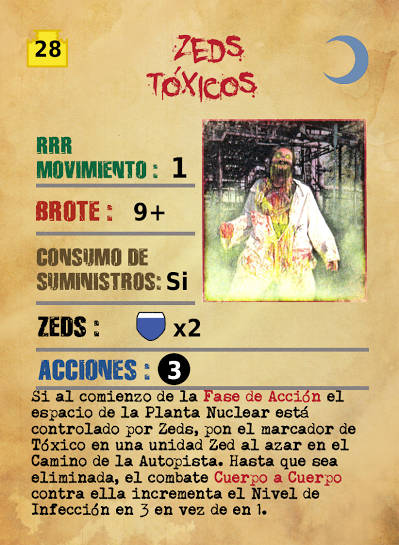 28
ZEDS
TÓXICOS
RRR
MOVIMIENTO : 1
BROTE : 9+
CONSUMO DE
SUMINISTROS: Si
ZEDS : x2
ACCIONES : 3
Si al comienzo de la Fase de Acción el
espacio de la Planta Nuclear está
controlado por Zeds, pon el marcador de
Tóxico en una unidad Zed al azar en el
Camino de la Autopista. Hasta que sea
eliminada, el combate Cuerpo a Cuerpo
contra ella incrementa el Nivel de
Infección en 3 en vez de en 1.